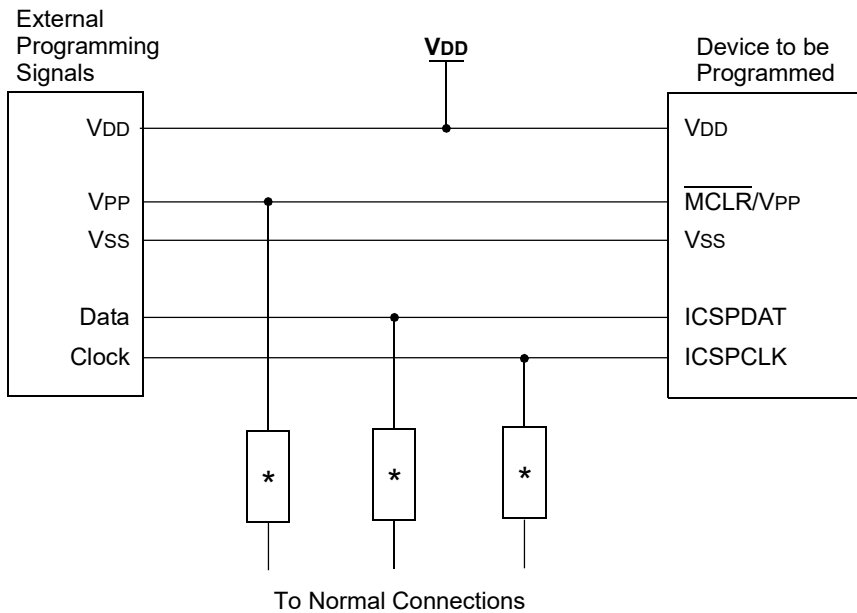 External
Programming
Signals
VDD
Device to be
Programmed
VDD
VDD
VPP
MCLR/VPP
VSS
VSS
Data
ICSPDAT
Clock
ICSPCLK
*
*
*
To Normal Connections